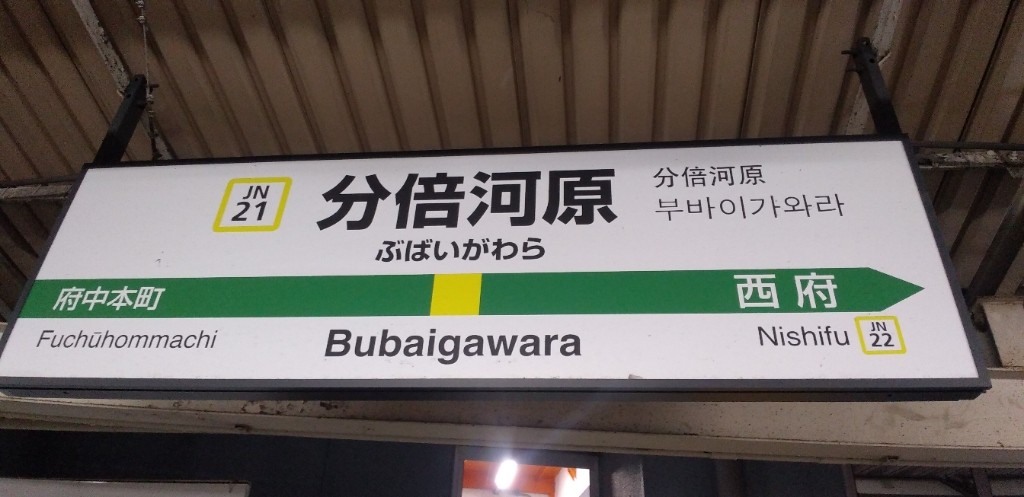 JN
21
分倍河原
ぶばいがわら
分倍河原
부바이가와라
府中本町
西府
Fuchūhommachi
Bubaigawara
Nishifu
JN
22